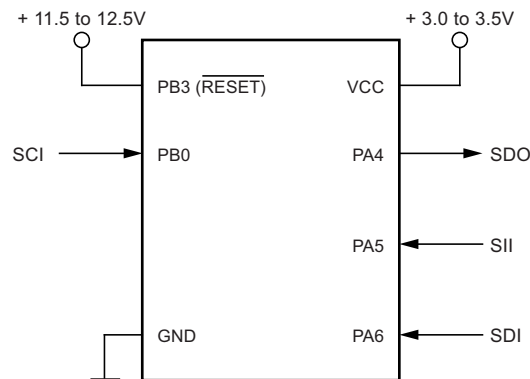 + 11.5 to 12.5V
+ 3.0 to 3.5V
PB3 (RESET)
VCC
SCI
PB0
PA4
SDO
PA5
SII
GND
PA6
SDI